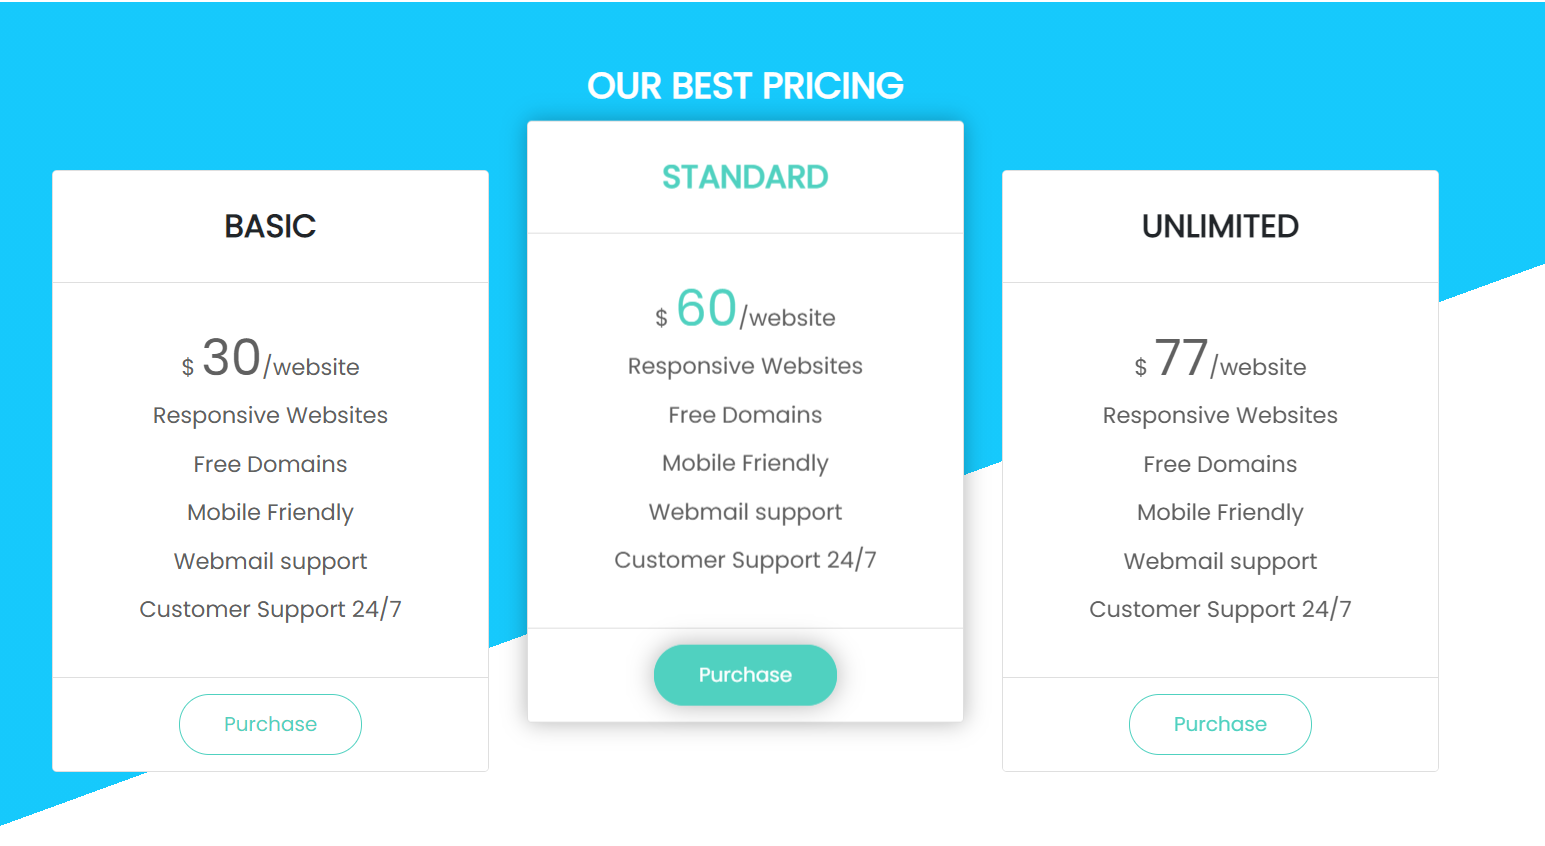 OUR BEST PRICING
BASIC
$ 30/website
Responsive Websites
Free Domains
Mobile Friendly
Webmail support
Customer Support 24/7
Purchase
STANDARD
$ 60/website
Responsive Websites
Free Domains
Mobile Friendly
Webmail support
Customer Support 24/7
Purchase
UNLIMITED
$ 77/website
Responsive Websites
Free Domains
Mobile Friendly
Webmail support
Customer Support 24/7
Purchase